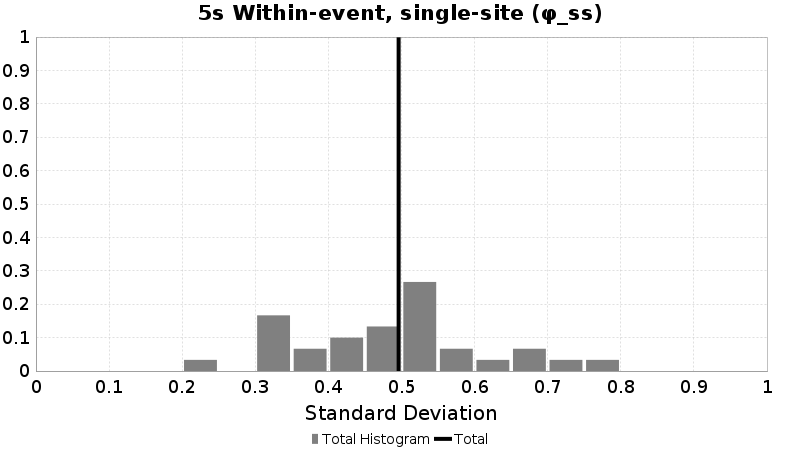 5s Within-event, single-site (φ_ss)
1
0.9
0.8
0.7
0.6
0.5
0.4
0.3
0.2
0.1
0
0 0.1 0.2 0.3 0.4 0.5 0.6 0.7 0.8 0.9 1
Standard Deviation
Total Histogram Total